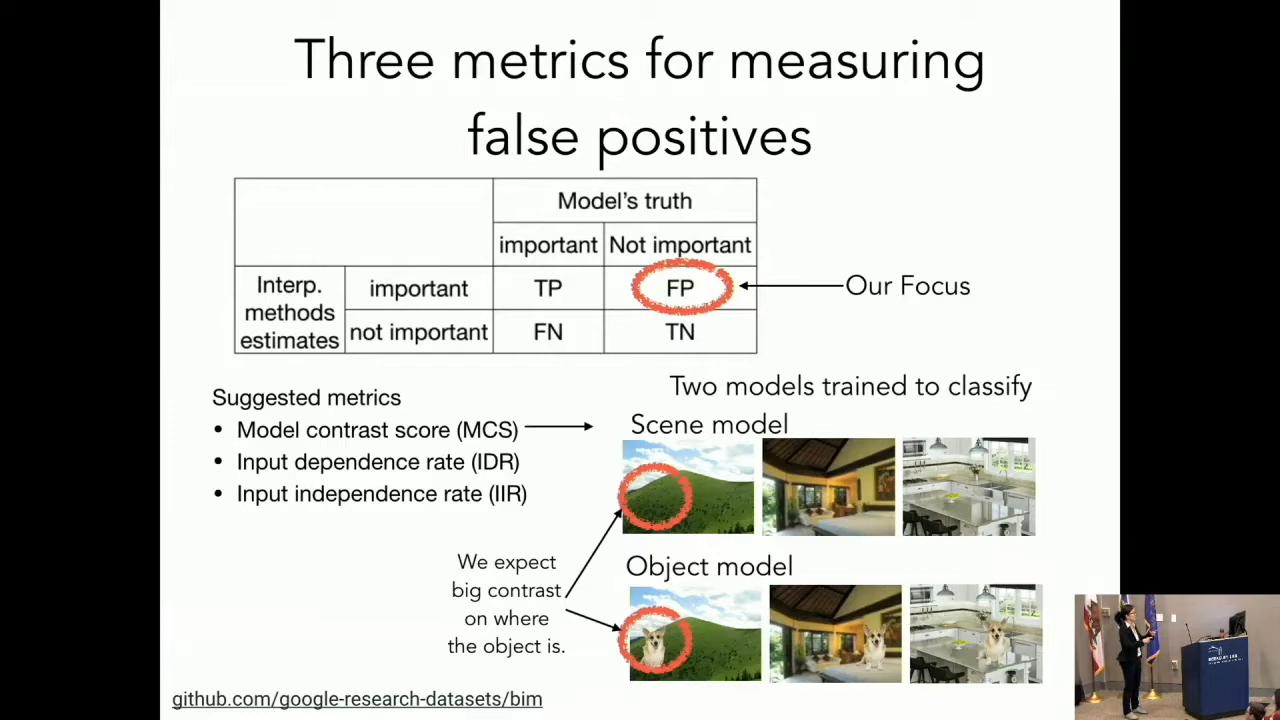 Three metrics for measuring
false positives
Model's truth
important Not important
Interp. methods estimates
important TP FP
not important FN TN
Our Focus
Suggested metrics
• Model contrast score (MCS)
• Input dependence rate (IDR)
• Input independence rate (IIR)
Two models trained to classify
Scene model
We expect
big contrast
on where
the object is.
Object model
github.com/google-research-datasets/bim